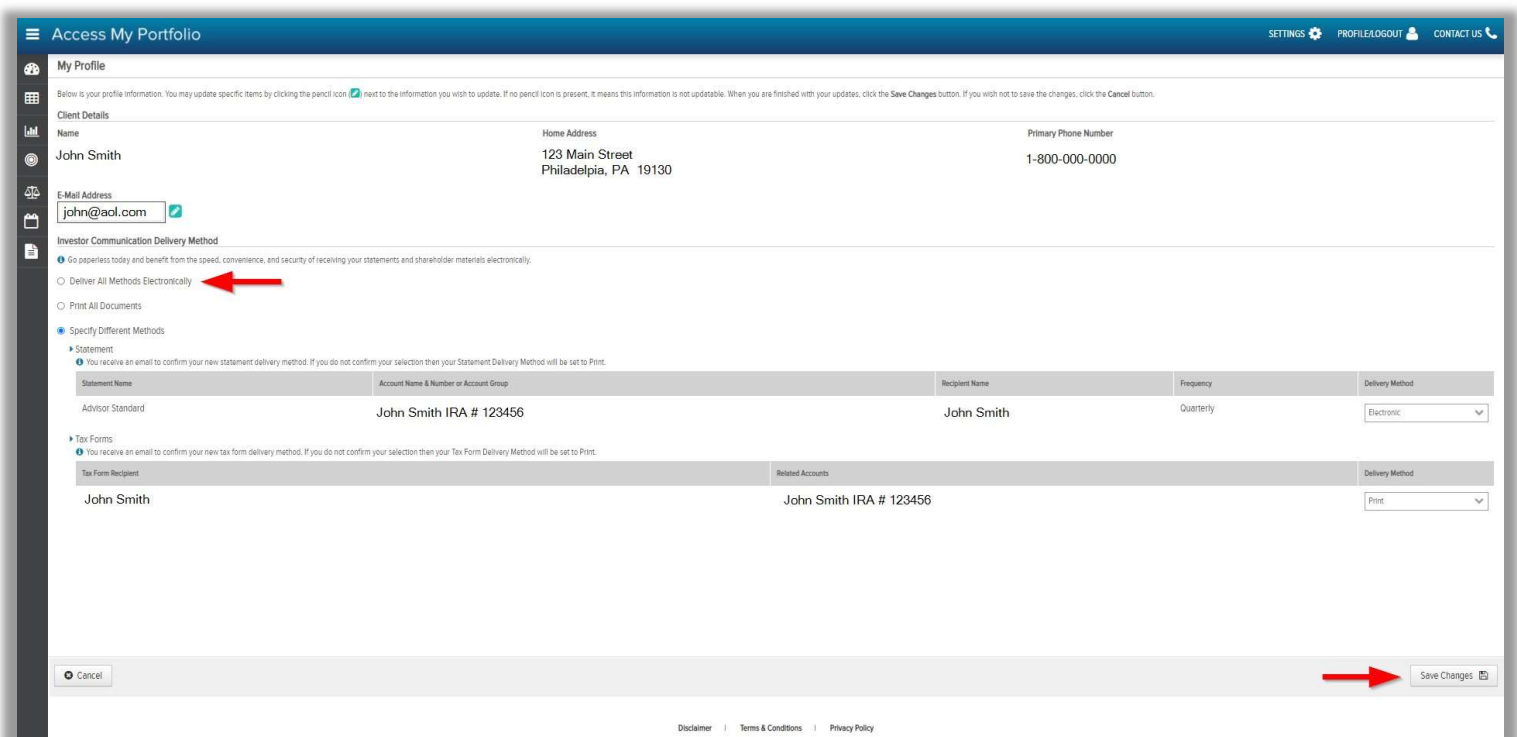 Access My Portfolio
SETTINGS PROFILE/LOGOUT CONTACT US
My Profile
Below is your profile information. You may update specific items by clicking the pencil icon ( ) next to the information you wish to update. If no pencil icon is present, it means this information is not updatable. When you are finished with your updates, click the Save Changes button. If you wish not to save the changes, click the Cancel button.
Client Details
Name Home Address Primary Phone Number
John Smith 123 Main Street 1-800-000-0000
Philadelpia, PA 19130
E-Mail Address
john@aol.com
Investor Communication Delivery Method
Go paperless today and benefit from the speed, convenience, and security of receiving your statements and shareholder materials electronically.
Deliver All Methods Electronically
Print All Documents
Specify Different Methods
Statement
You receive an email to confirm your new statement delivery method. If you do not confirm your selection then your Statement Delivery Method will be set to Print.
Statement Name Account Name & Number or Account Group Recipient Name Frequency Delivery Method
Advisor Standard John Smith IRA # 123456 John Smith Quarterly Electronic
Tax Forms
You receive an email to confirm your new tax form delivery method. If you do not confirm your selection then your Tax Form Delivery Method will be set to Print.
Tax Form Recipient Related Accounts Delivery Method
John Smith John Smith IRA # 123456 Print
Cancel Save Changes
Disclaimer | Terms & Conditions | Privacy Policy